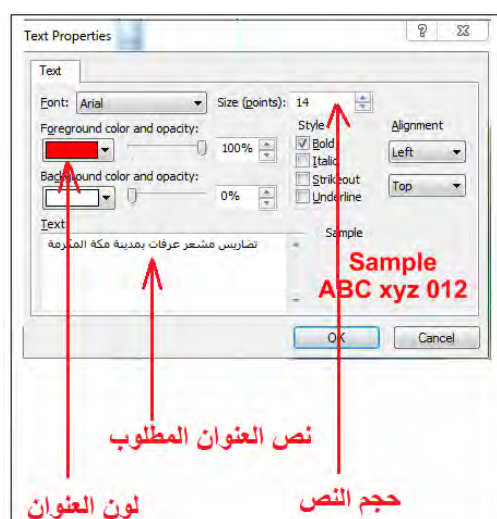 Text Properties
Text
Font: Arial Size (points): 14
Foreground color and opacity: Style Alignment
100% Bold Left
Italic
Background color and opacity: Strikeout
0% Underline Top
Text Sample
تضاريس مشعر عرفات بمدينة مكة المكرمة
Sample
ABC xyz 012
OK Cancel
نص العنوان المطلوب
لون العنوان حجم النص